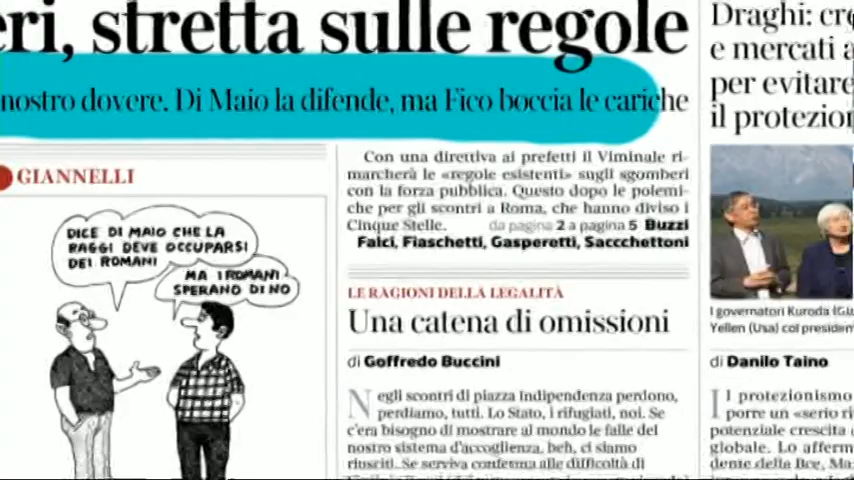 eri, stretta sulle regole
nostro dovere. Di Maio la difende, ma Fico boccia le cariche
GIANNELLI
DICE DI MAIO CHE LA
RAGGI DEVE OCCUPARSI
DEI ROMANI
MA I ROMANI
SPERANO DI NO
Con una direttiva ai prefetti il Viminale ri-
marcherà le «regole esistenti» sugli sgomberi
con la forza pubblica. Questo dopo le polemi-
che per gli scontri a Roma, che hanno diviso i
Cinque Stelle. da pagina 2 a pagina 5 Buzzi
Falci, Fiaschetti, Gasperetti, Saccchettoni
LE RAGIONI DELLA LEGALITÀ
Una catena di omissioni
di Goffredo Buccini
Negli scontri di piazza Indipendenza perdono,
perdiamo, tutti. Lo Stato, i rifugiati, noi. Se
c'era bisogno di mostrare al mondo le falle del
nostro sistema d'accoglienza, beh, ci siamo
riusciti. Se serviva conferma alle difficoltà di
Draghi: cre
e mercati a
per evitare
il protezion
I governatori Kuroda (Giu
Yellen (Usa) col president
di Danilo Taino
Il protezionismo
porre un «serio ri
potenziale crescita d
globale. Lo afferm
dente della Bce, Ma